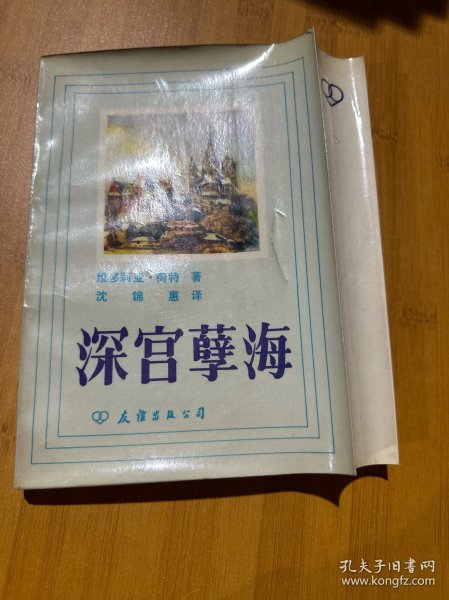 维多利亚·荷特 著
沈锦惠 译
深宫孽海
友谊出版公司
孔夫子旧书网
www.kongfz.com